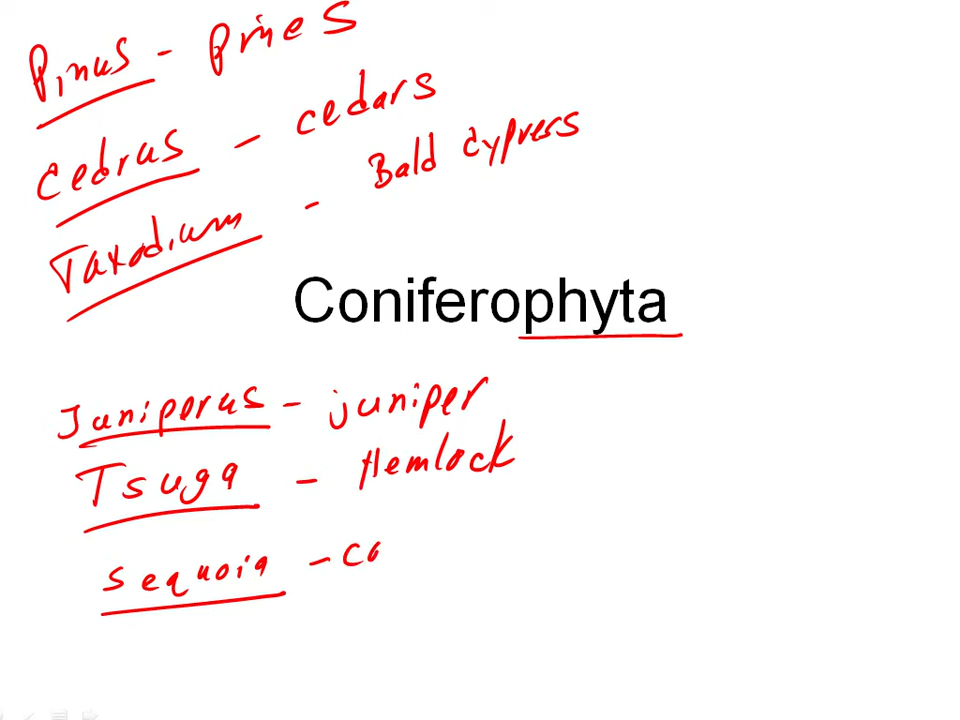 Pinus - pines
Cedrus - cedars
Taxodium - Bald Cypress
Coniferophyta
Juniperus - juniper
Tsuga - Hemlock
Sequoia - co